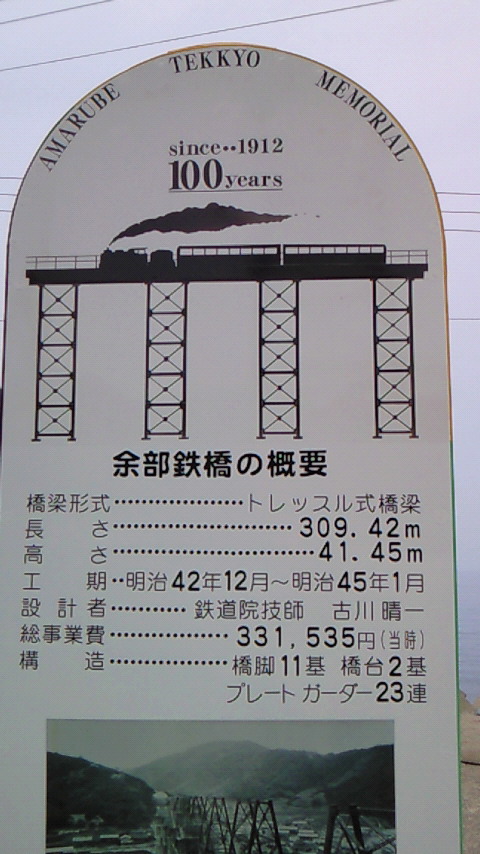 AMARUBE TEKKYO MEMORIAL
since••1912
100years
余部鉄橋の概要
橋梁形式･･････････････････トレッスル式橋梁
長　さ･･････････････････････････309.42m
高　さ･････････････････････････････41.45m
工　期･･明治42年12月～明治45年1月
設計者･･･････････鉄道院技師　古川晴一
総事業費･････････････････331,535円(当時)
構　造･････････････････橋脚11基 橋台2基
プレートガーダー23連